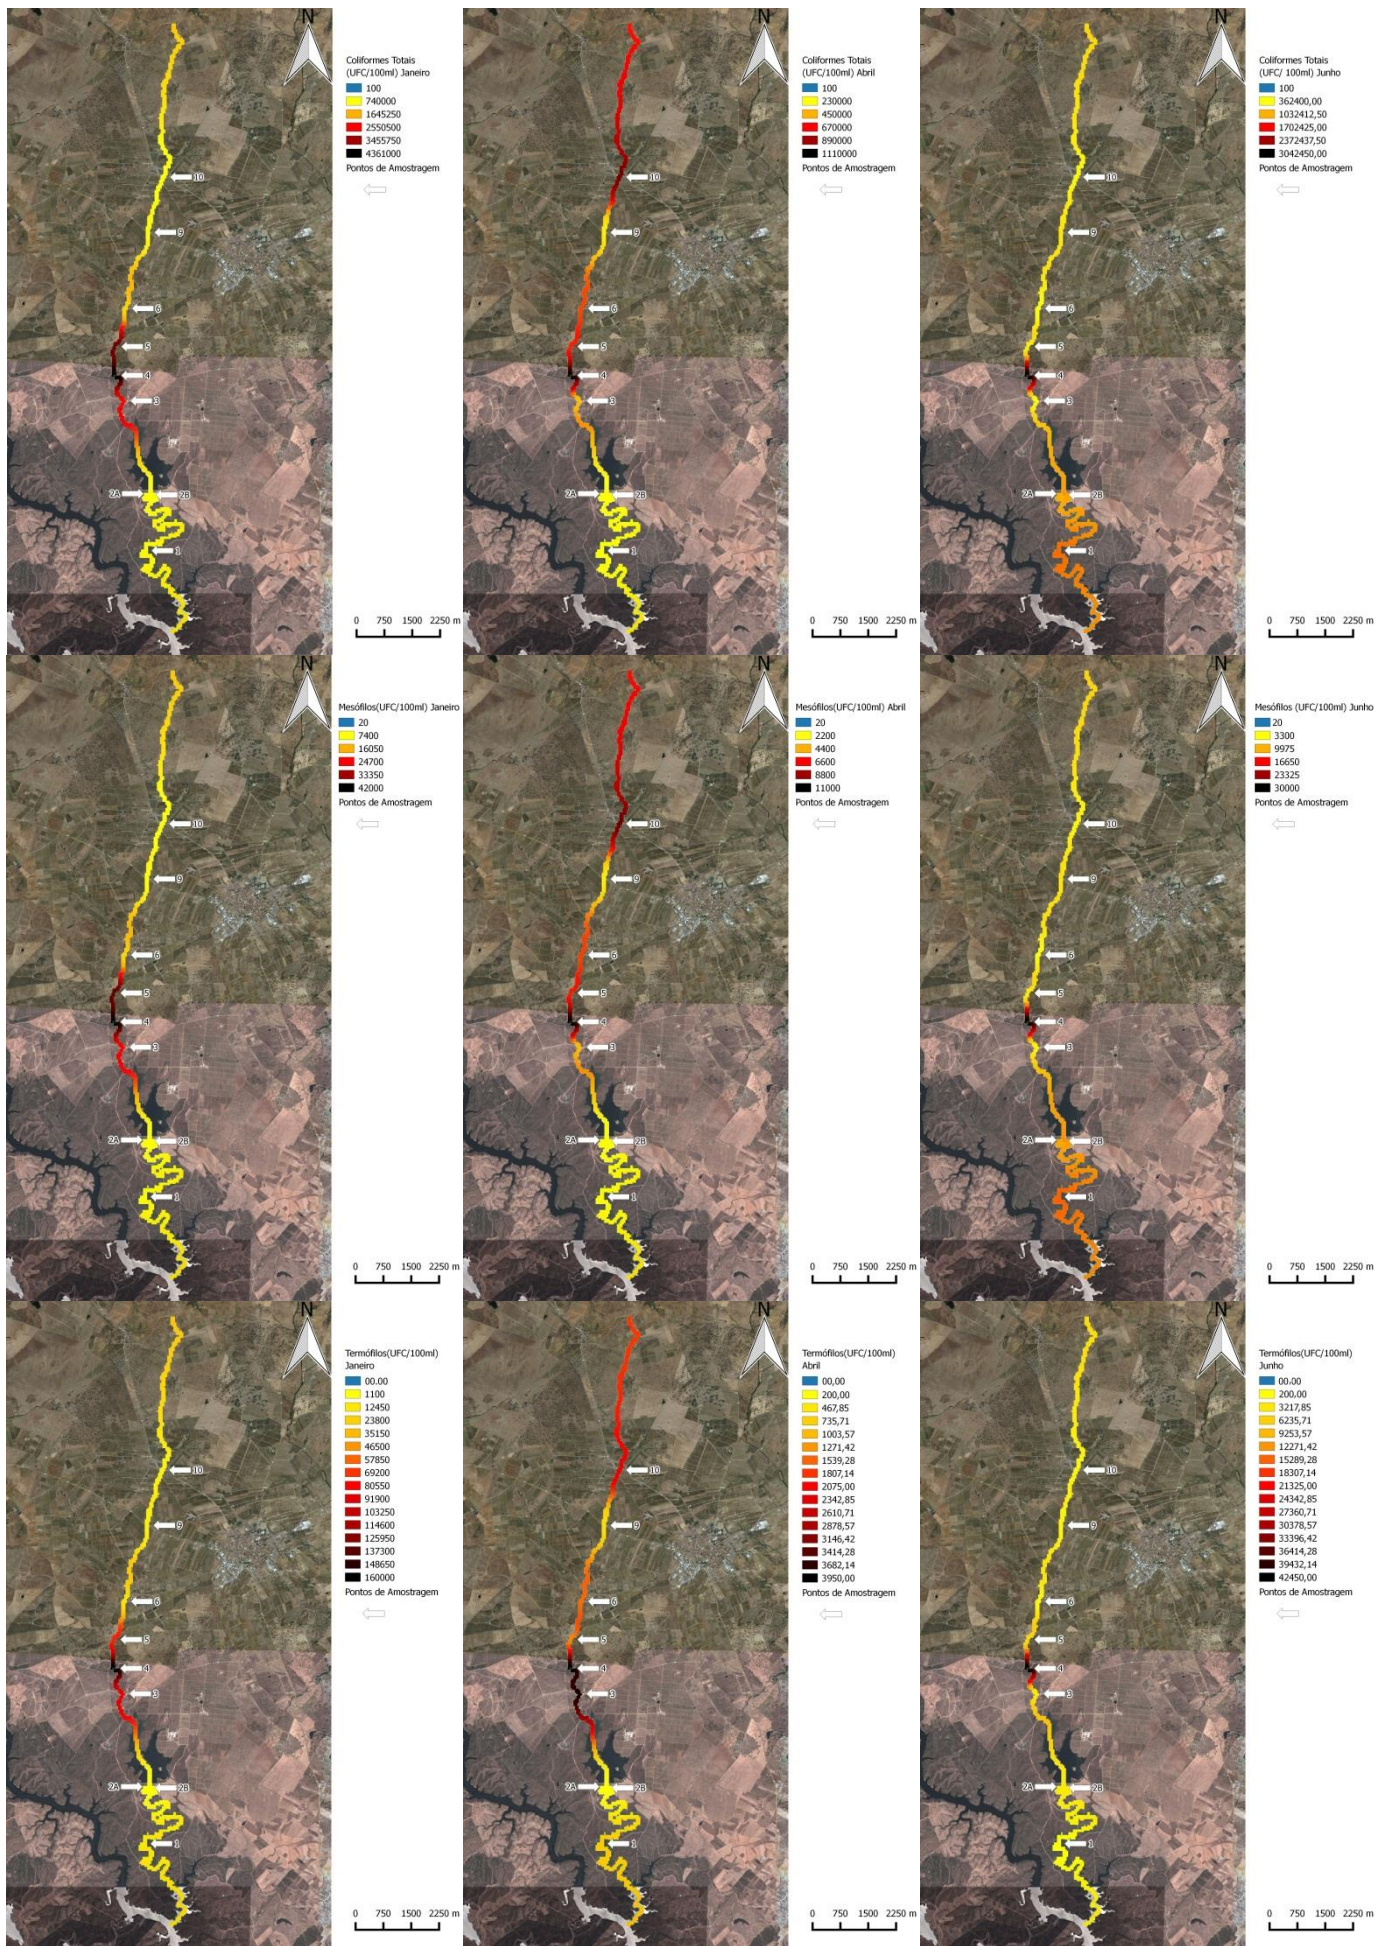 N
Coliformes Totais
(UFC/100ml) Janeiro
100
740000
1645250
2550500
3455750
4361000
Pontos de Amostragem
10
9
6
5
4
3
2A
2B
1
0 750 1500 2250 m
N
Coliformes Totais
(UFC/100ml) Abril
100
230000
450000
670000
890000
1110000
Pontos de Amostragem
10
9
6
5
4
3
2A
2B
1
0 750 1500 2250 m
N
Coliformes Totais
(UFC/ 100ml) Junho
100
362400,00
1032412,50
1702425,00
2372437,50
3042450,00
Pontos de Amostragem
10
9
6
5
4
3
2A
2B
1
0 750 1500 2250 m
N
Mesófilos(UFC/100ml) Janeiro
20
7400
16050
24700
33350
42000
Pontos de Amostragem
10
9
6
5
4
3
2A
2B
1
0 750 1500 2250 m
N
Mesófilos(UFC/100ml) Abril
20
2200
4400
6600
8800
11000
Pontos de Amostragem
10
9
6
5
4
3
2A
2B
1
0 750 1500 2250 m
N
Mesófilos (UFC/100ml) Junho
20
3300
9975
16650
23325
30000
Pontos de Amostragem
10
9
6
5
4
3
2A
2B
1
0 750 1500 2250 m
N
Termófilos(UFC/100ml)
Janeiro
00,00
1100
12450
23800
35150
46500
57850
69200
80550
91900
103250
114600
125950
137300
148650
160000
Pontos de Amostragem
10
9
6
5
4
3
2A
2B
1
0 750 1500 2250 m
N
Termófilos(UFC/100ml)
Abril
00,00
200,00
467,85
735,71
1003,57
1271,42
1539,28
1807,14
2075,00
2342,85
2610,71
2878,57
3146,42
3414,28
3682,14
3950,00
Pontos de Amostragem
10
9
6
5
4
3
2A
2B
1
0 750 1500 2250 m
N
Termófilos(UFC/100ml)
Junho
00,00
200,00
3217,85
6235,71
9253,57
12271,42
15289,28
18307,14
21325,00
24342,85
27360,71
30378,57
33396,42
36414,28
39432,14
42450,00
Pontos de Amostragem
10
9
6
5
4
3
2A
2B
1
0 750 1500 2250 m